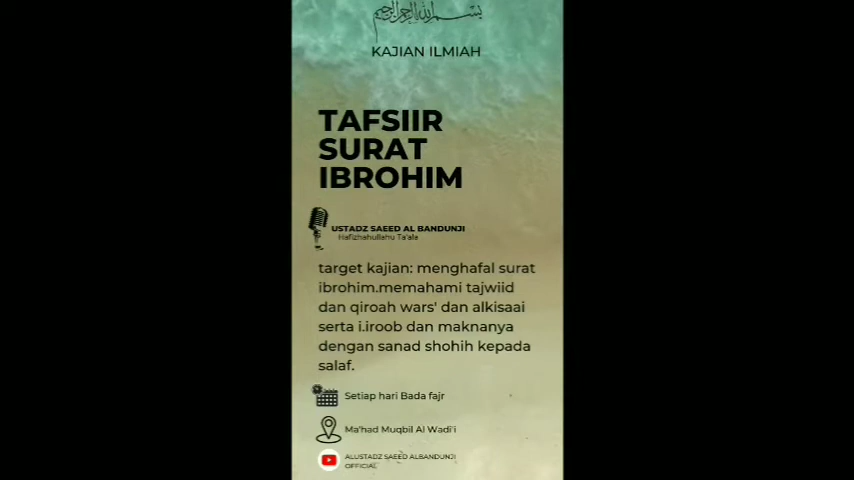 بسم الله الرحمن الرحيم
KAJIAN ILMIAH
TAFSIIR
SURAT
IBROHIM
USTADZ SAEED AL BANDUNJI
Hafizhahullahu Ta'ala
target kajian: menghafal surat
ibrohim.memahami tajwiid
dan qiroah wars' dan alkisaai
serta i.iroob dan maknanya
dengan sanad shohih kepada
salaf.
Setiap hari Bada fajr
Ma'had Muqbil Al Wadi'i
ALUSTADZ SAEED ALBANDUNJI
OFFICIAL